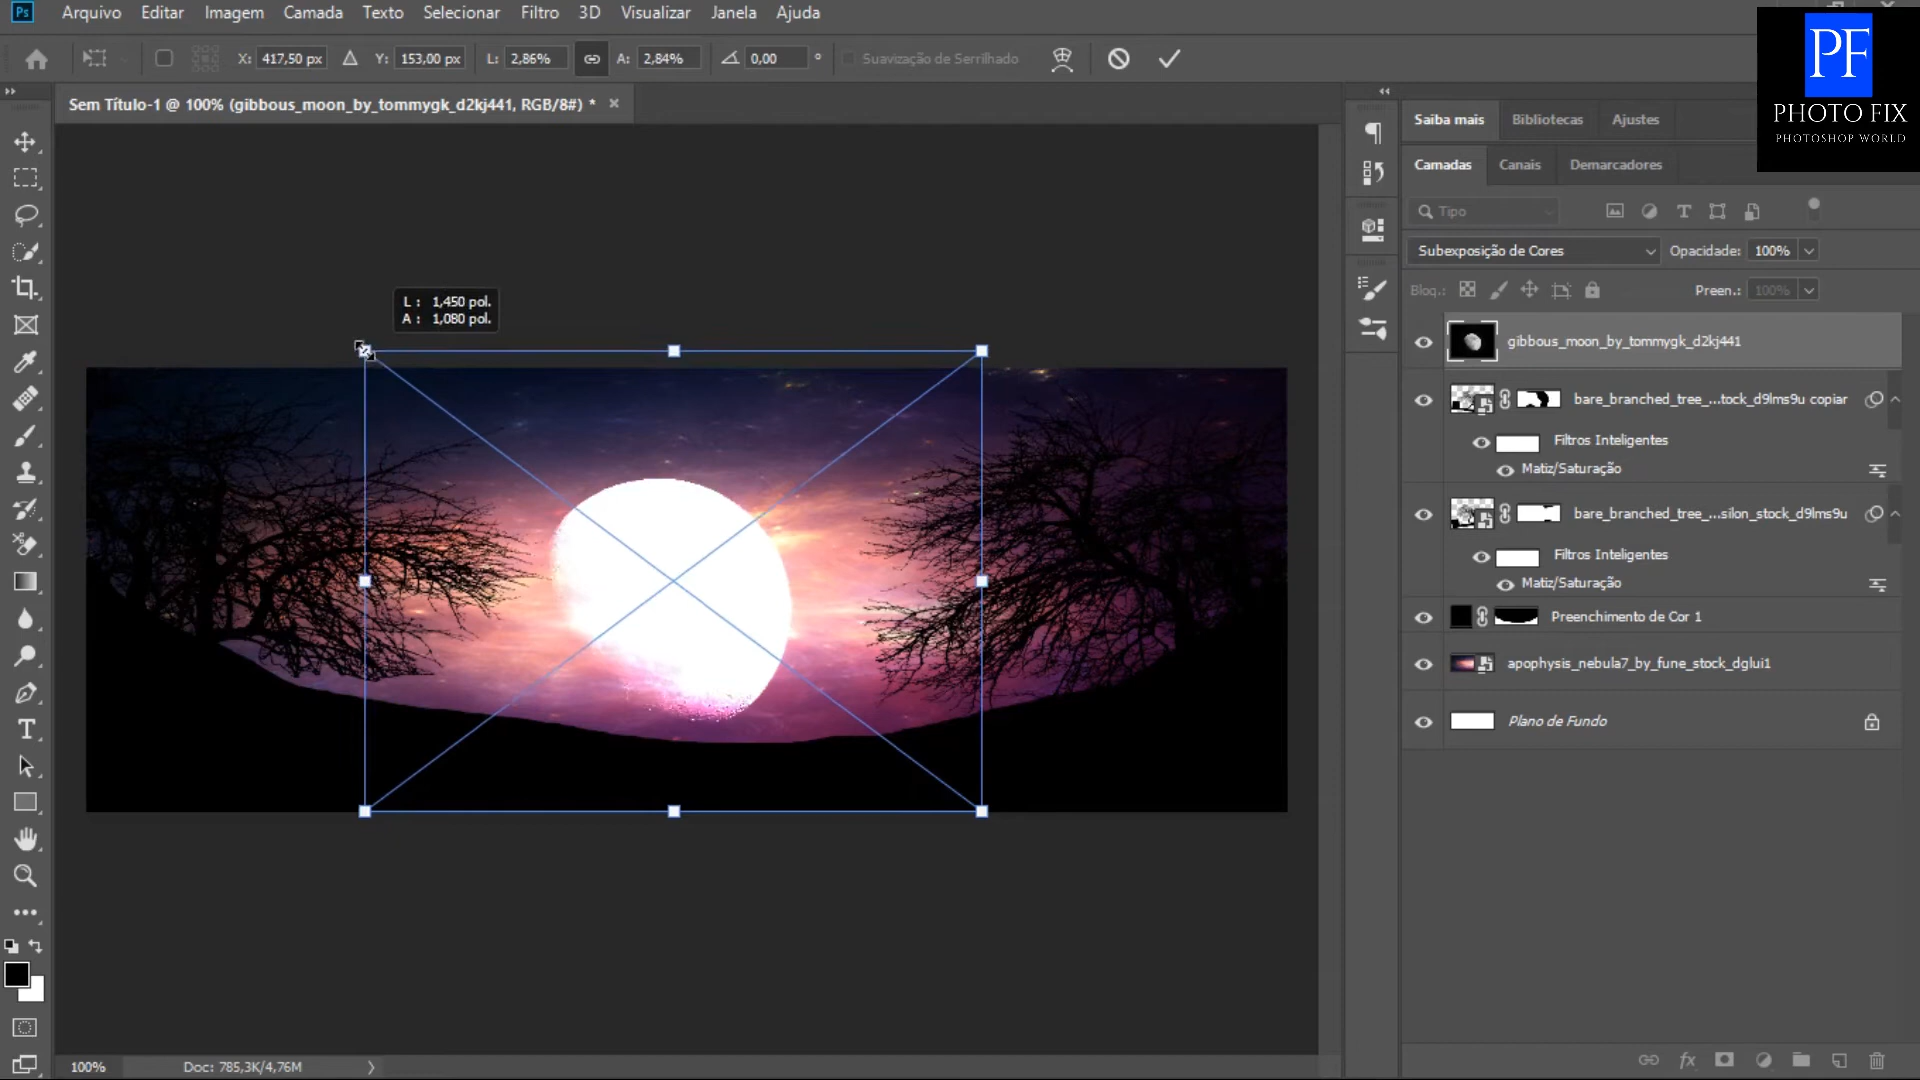 Ps Arquivo Editar Imagem Camada Texto Selecionar Filtro 3D Visualizar Janela Ajuda
X: 417,50 px Y: 153,00 px L: 2,86% A: 2,84% 0,00 ° Suavização de Serrilhado
PF
PHOTO FIX
PHOTOSHOP WORLD
Sem Título-1 @ 100% (gibbous_moon_by_tommygk_d2kj441, RGB/8#) *
Saiba mais Bibliotecas Ajustes
Camadas Canais Demarcadores
Tipo
Subexposição de Cores Opacidade: 100%
Bloq.: Preen.: 100%
L : 1,450 pol.
A : 1,080 pol.
gibbous_moon_by_tommygk_d2kj441
bare_branched_tree_...tock_d9lms9u copiar
Filtros Inteligentes
Matiz/Saturação
bare_branched_tree_...silon_stock_d9lms9u
Filtros Inteligentes
Matiz/Saturação
Preenchimento de Cor 1
apophysis_nebula7_by_fune_stock_dglui1
Plano de Fundo
100% Doc: 785,3K/4,76M
fx